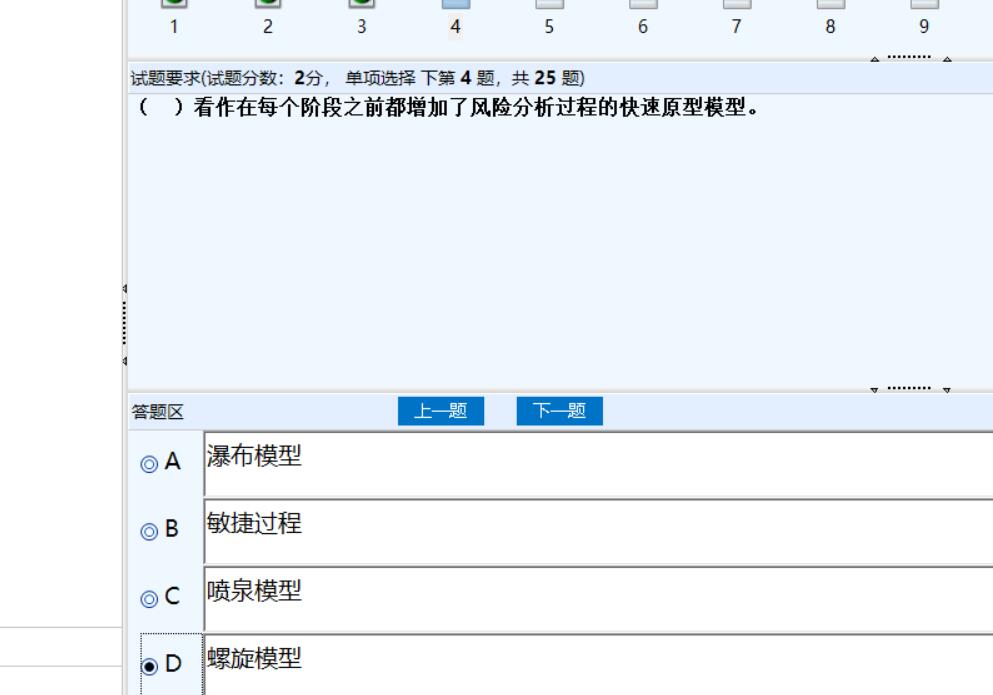 1 2 3 4 5 6 7 8 9
试题要求(试题分数：2分， 单项选择 下第 4 题，共 25 题)
（ ）看作在每个阶段之前都增加了风险分析过程的快速原型模型。
答题区 上一题 下一题
A 瀑布模型
B 敏捷过程
C 喷泉模型
D 螺旋模型